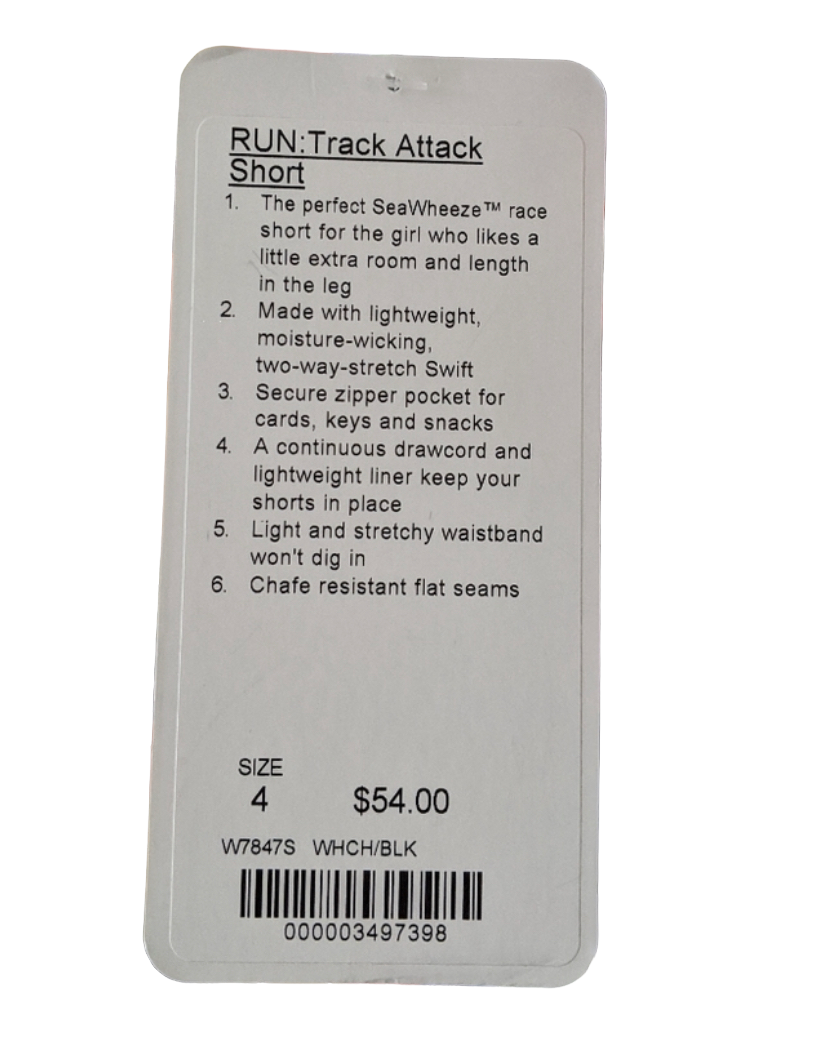 RUN:Track Attack
Short
1. The perfect SeaWheeze™ race
short for the girl who likes a
little extra room and length
in the leg
2. Made with lightweight,
moisture-wicking,
two-way-stretch Swift
3. Secure zipper pocket for
cards, keys and snacks
4. A continuous drawcord and
lightweight liner keep your
shorts in place
5. Light and stretchy waistband
won't dig in
6. Chafe resistant flat seams
SIZE
4 $54.00
W7847S WHCH/BLK
000003497398